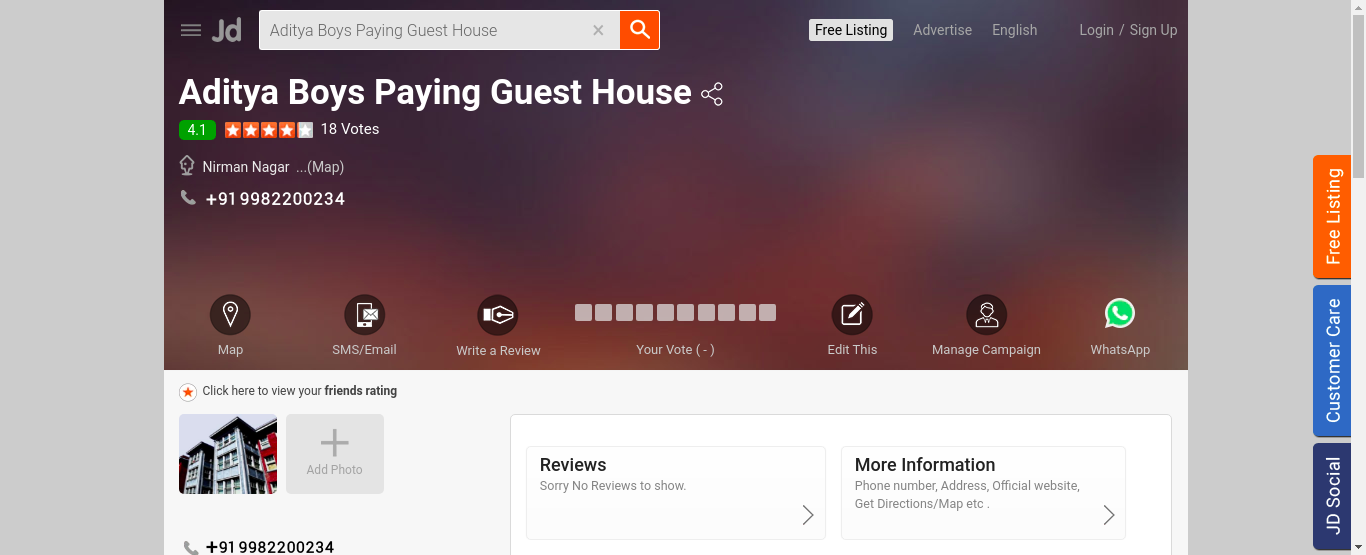 Jd
Aditya Boys Paying Guest House
Free Listing
Advertise
English
Login / Sign Up
Aditya Boys Paying Guest House
4.1
18 Votes
Nirman Nagar ...(Map)
+91 9982200234
Map
SMS/Email
Write a Review
Your Vote ( - )
Edit This
Manage Campaign
WhatsApp
Click here to view your friends rating
Add Photo
Reviews
Sorry No Reviews to show.
More Information
Phone number, Address, Official website,
Get Directions/Map etc .
+91 9982200234
Free Listing
Customer Care
JD Social